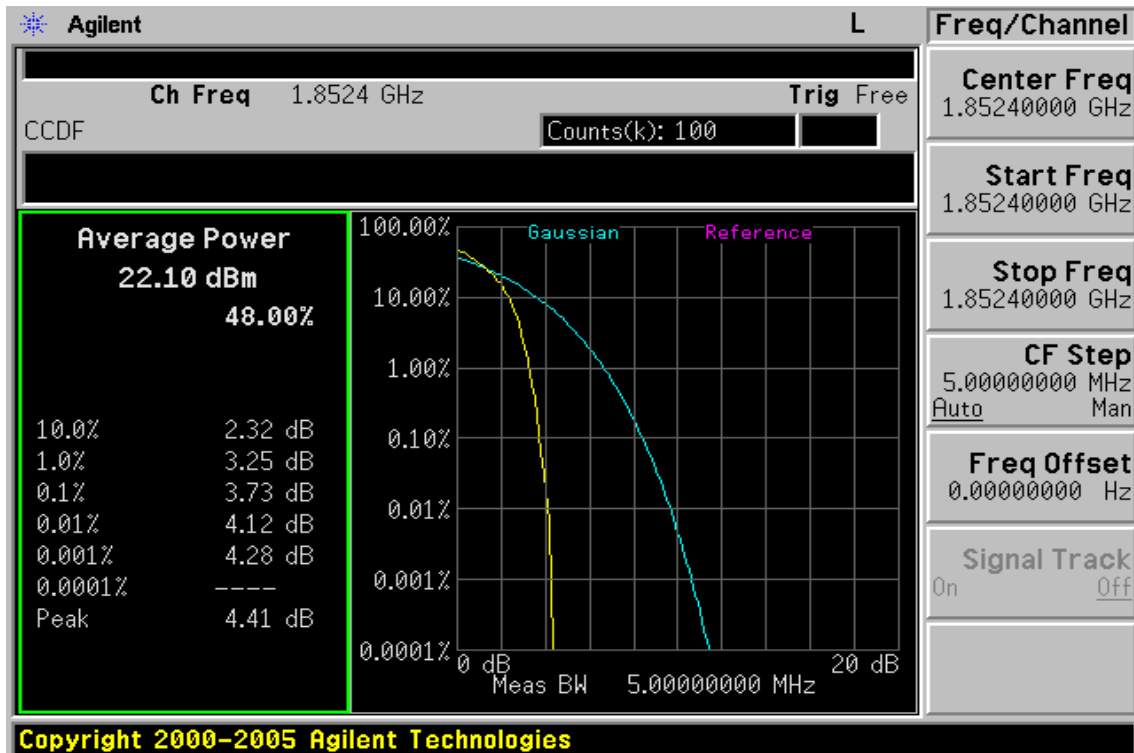 Agilent
L
Freq/Channel
Ch Freq 1.8524 GHz
Trig Free
CCDF
Counts(k): 100
Average Power
22.10 dBm
48.00%
10.0% 2.32 dB
1.0% 3.25 dB
0.1% 3.73 dB
0.01% 4.12 dB
0.001% 4.28 dB
0.0001% ----
Peak 4.41 dB
Gaussian
Reference
100.00%
10.00%
1.00%
0.10%
0.01%
0.001%
0.0001%
0 dB
20 dB
Meas BW 5.00000000 MHz
Center Freq
1.85240000 GHz
Start Freq
1.85240000 GHz
Stop Freq
1.85240000 GHz
CF Step
5.00000000 MHz
Auto Man
Freq Offset
0.00000000 Hz
Signal Track
On Off
Copyright 2000-2005 Agilent Technologies